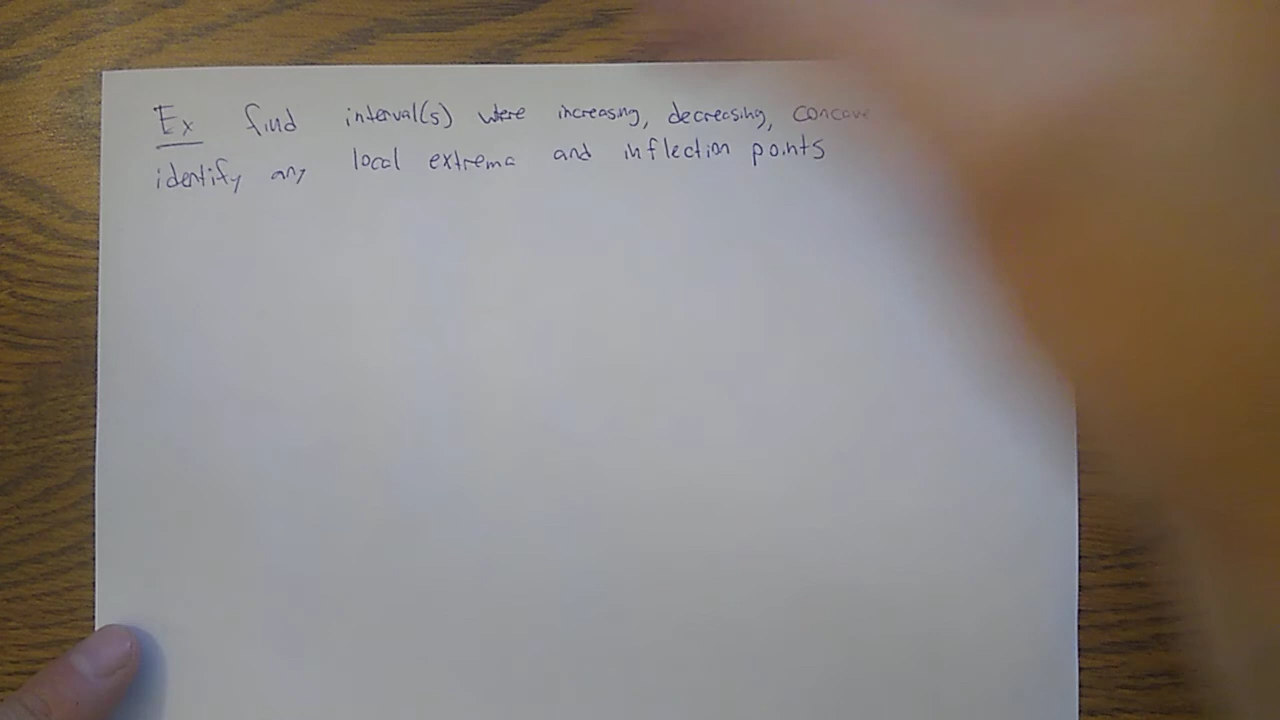 Ex find interval(s) were increasing, decreasing, concave
identify any local extrema and inflection points